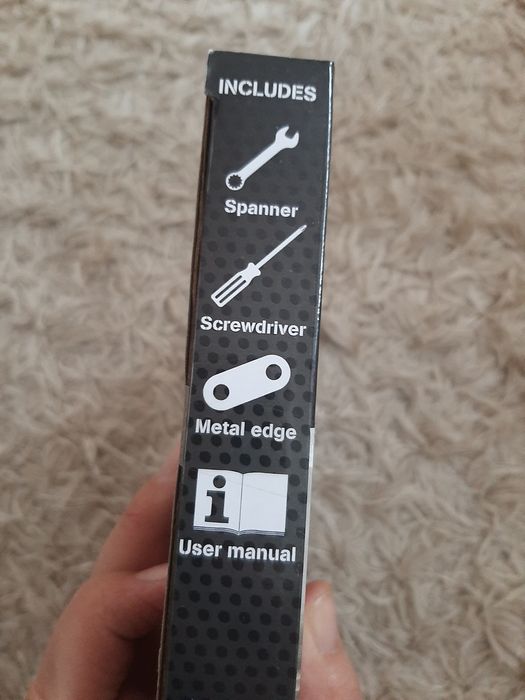 INCLUDES
Spanner
Screwdriver
Metal edge
i
User manual